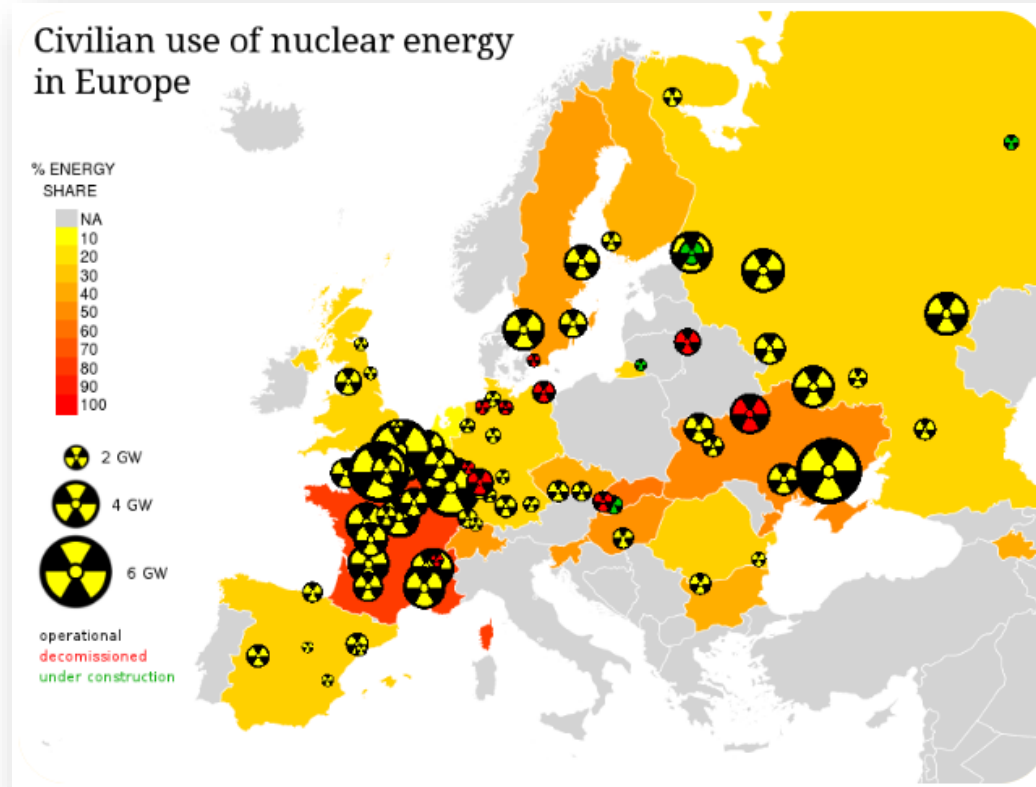 Civilian use of nuclear energy
in Europe
% ENERGY
SHARE
NA
10
20
30
40
50
60
70
80
90
100
2 GW
4 GW
6 GW
operational
decomissioned
under construction